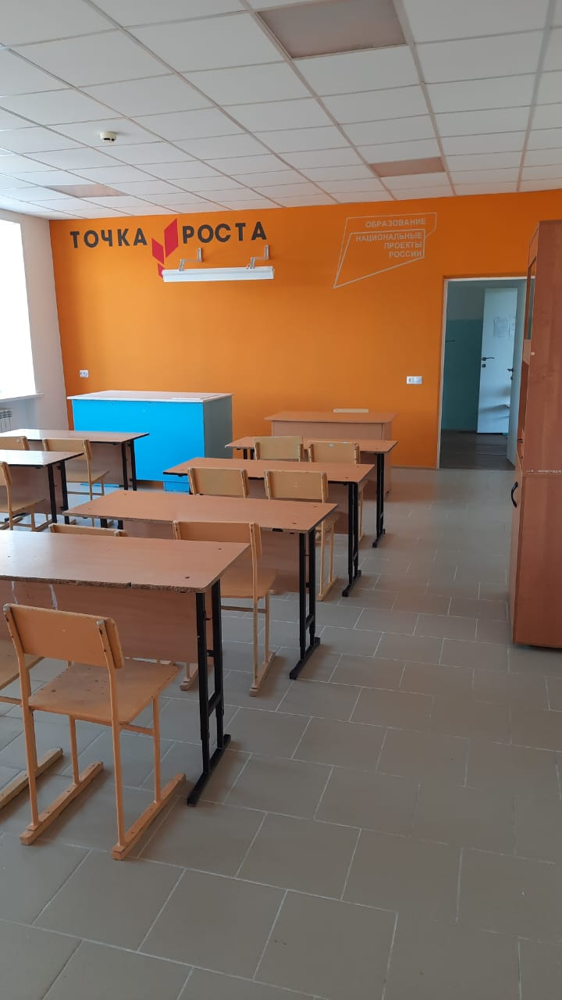 ТОЧКА РОСТА
ОБРАЗОВАНИЕ
НАЦИОНАЛЬНЫЕ
ПРОЕКТЫ
РОССИИ